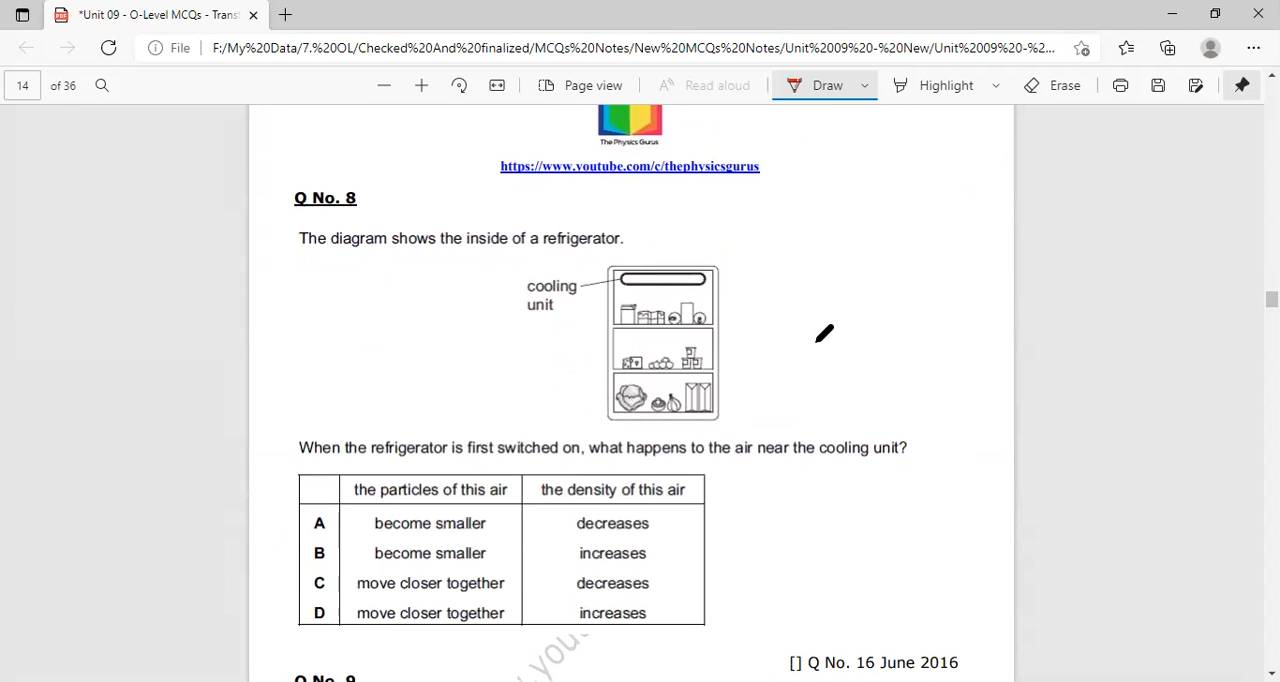 *Unit 09 - O-Level MCQs - Transf
File
F:/My%20Data/7.%20OL/Checked%20And%20finalized/MCQs%20Notes/New%20MCQs%20Notes/Unit%2009%20-%20New/Unit%2009%20-%2...
14 of 36 Page view Read aloud Draw Highlight Erase
The Physics Gurus
https://www.youtube.com/c/thephysicsgurus
Q No. 8
The diagram shows the inside of a refrigerator.
cooling
unit
When the refrigerator is first switched on, what happens to the air near the cooling unit?
the particles of this air the density of this air
A become smaller decreases
B become smaller increases
C move closer together decreases
D move closer together increases
.you
[] Q No. 16 June 2016
Q No. 9